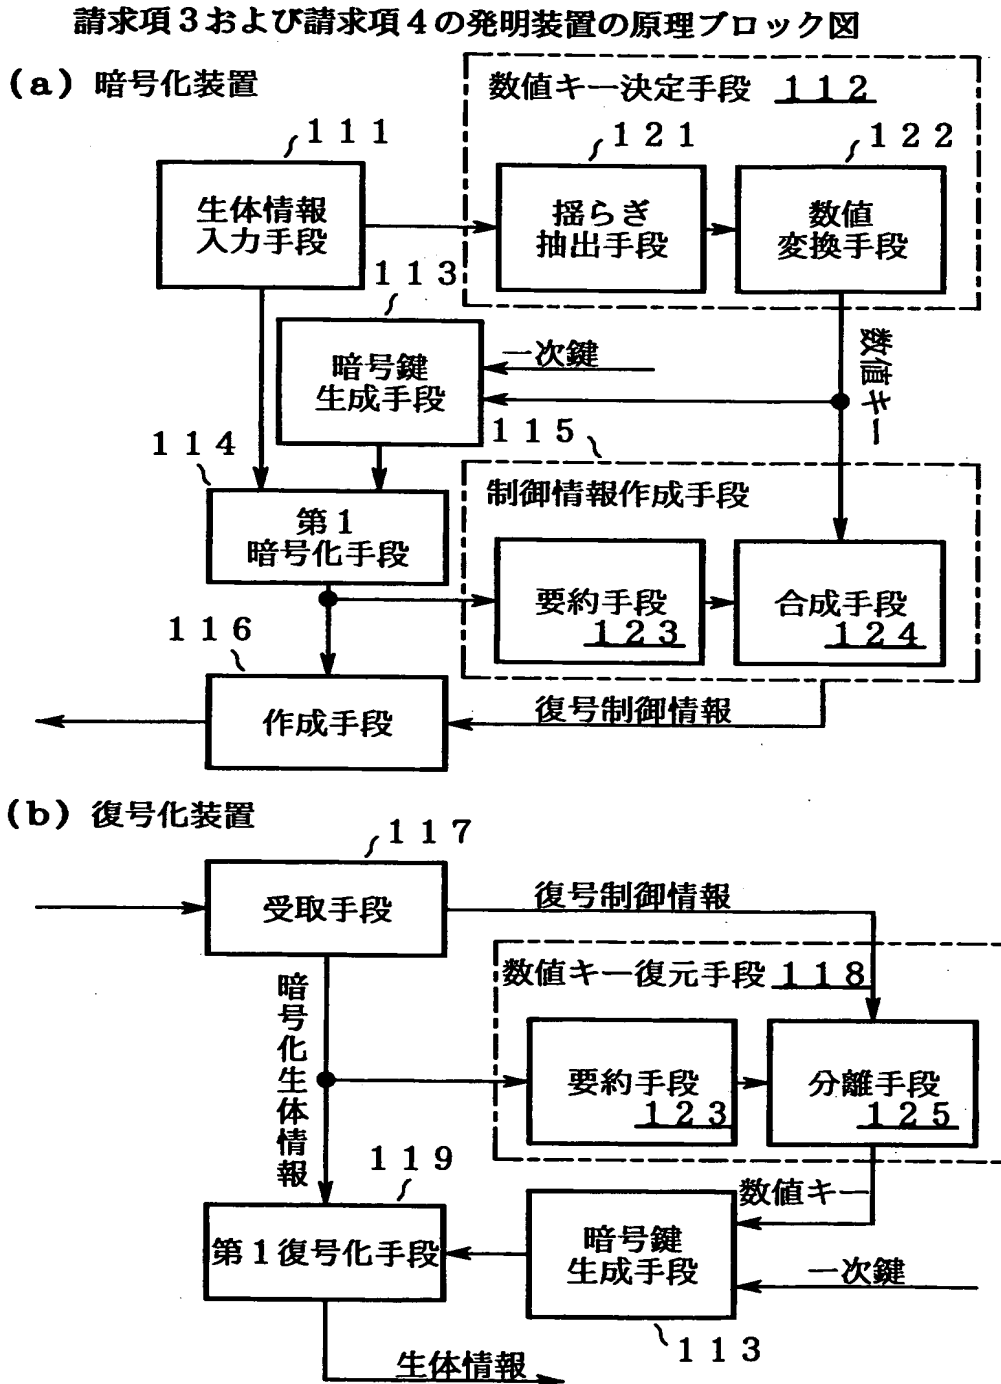 請求項３および請求項４の発明装置の原理ブロック図
(a) 暗号化装置
数値キー決定手段 １１２
１１１
１２１
１２２
生体情報
入力手段
揺らぎ
抽出手段
数値
変換手段
１１３
暗号鍵
生成手段
一次鍵
数値キー
１１４
１１５
第１
暗号化手段
制御情報作成手段
要約手段
１２３
合成手段
１２４
１１６
作成手段
復号制御情報
(b) 復号化装置
１１７
受取手段
復号制御情報
数値キー復元手段 １１８
暗号化生体情報
要約手段
１２３
分離手段
１２５
１１９
数値キー
第１復号化手段
暗号鍵
生成手段
一次鍵
１１３
生体情報